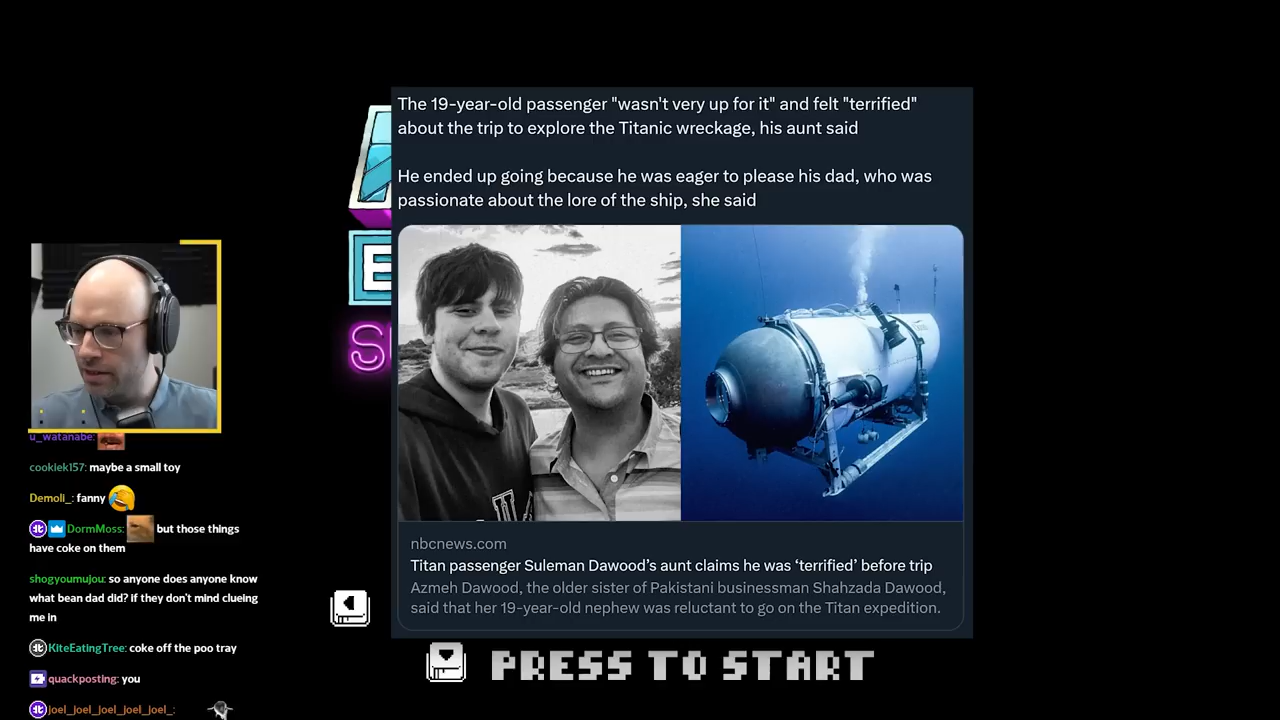 The 19-year-old passenger "wasn't very up for it" and felt "terrified"
about the trip to explore the Titanic wreckage, his aunt said
He ended up going because he was eager to please his dad, who was
passionate about the lore of the ship, she said
nbcnews.com
Titan passenger Suleman Dawood’s aunt claims he was ‘terrified’ before trip
Azmeh Dawood, the older sister of Pakistani businessman Shahzada Dawood,
said that her 19-year-old nephew was reluctant to go on the Titan expedition.
u_watanabe:
cookiek157: maybe a small toy
Demoli_: fanny
DormMoss: but those things
have coke on them
shogyoumujou: so anyone does anyone know
what bean dad did? if they don't mind clueing
me in
KiteEatingTree: coke off the poo tray
quackposting: you
joel_joel_joel_joel_joel_:
PRESS TO START